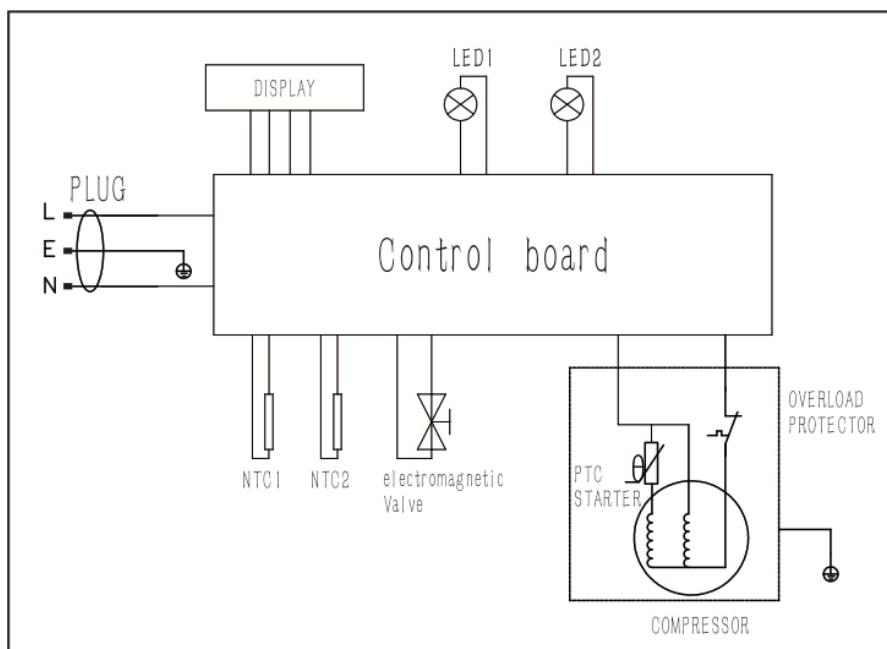 LED1
LED2
DISPLAY
PLUG
L
E
N
Control board
NTC1
NTC2
electromagnetic
Valve
PTC
STARTER
OVERLOAD
PROTECTOR
COMPRESSOR